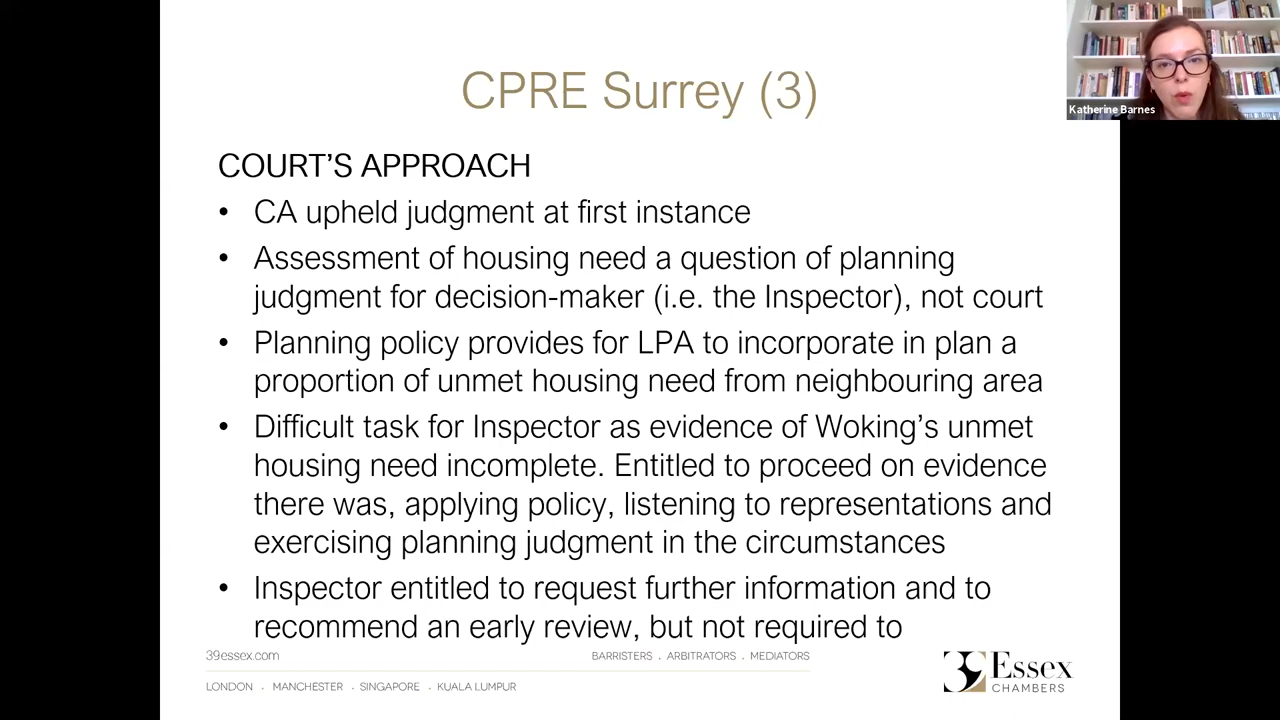 CPRE Surrey (3)
Katherine Barnes
COURT'S APPROACH
• CA upheld judgment at first instance
• Assessment of housing need a question of planning
judgment for decision-maker (i.e. the Inspector), not court
• Planning policy provides for LPA to incorporate in plan a
proportion of unmet housing need from neighbouring area
• Difficult task for Inspector as evidence of Woking's unmet
housing need incomplete. Entitled to proceed on evidence
there was, applying policy, listening to representations and
exercising planning judgment in the circumstances
• Inspector entitled to request further information and to
recommend an early review, but not required to
39essex.com
BARRISTERS . ARBITRATORS . MEDIATORS
LONDON . MANCHESTER . SINGAPORE . KUALA LUMPUR
39 Essex
CHAMBERS